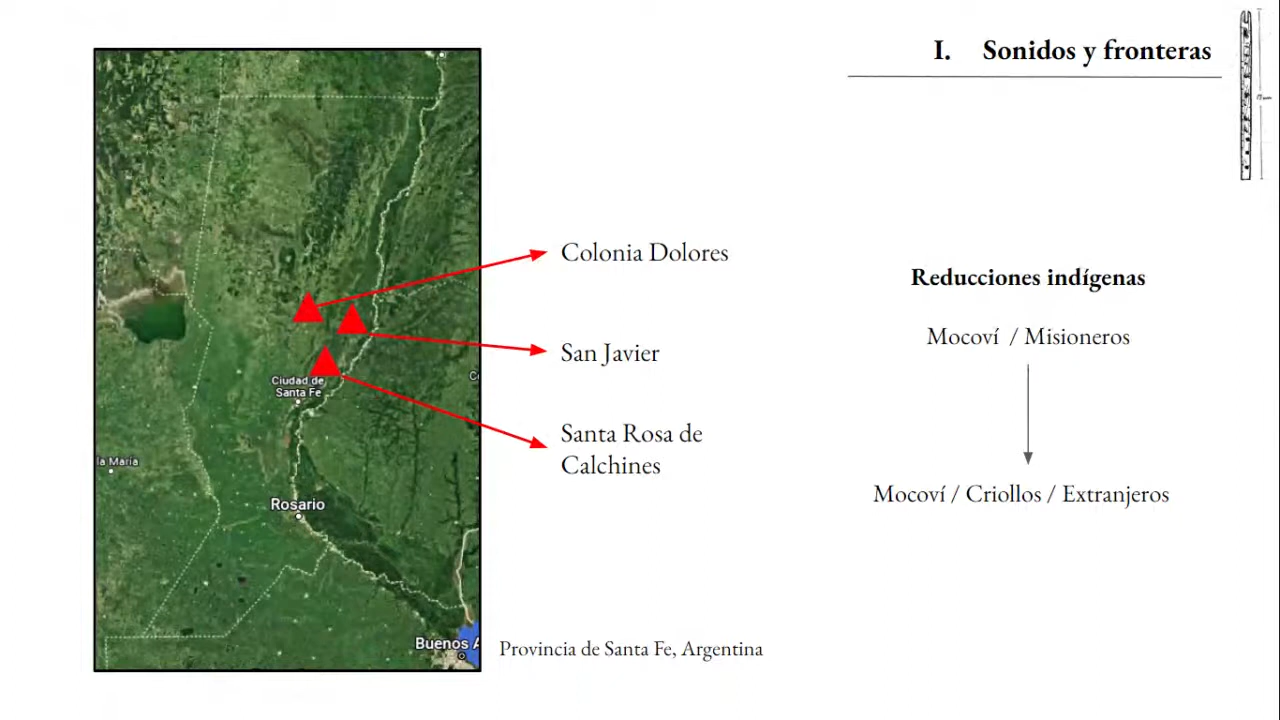 I. Sonidos y fronteras
Colonia Dolores
San Javier
Santa Rosa de
Calchines
Ciudad de
Santa Fe
la María
Rosario
Buenos A
Provincia de Santa Fe, Argentina
Reducciones indígenas
Mocoví / Misioneros
Mocoví / Criollos / Extranjeros